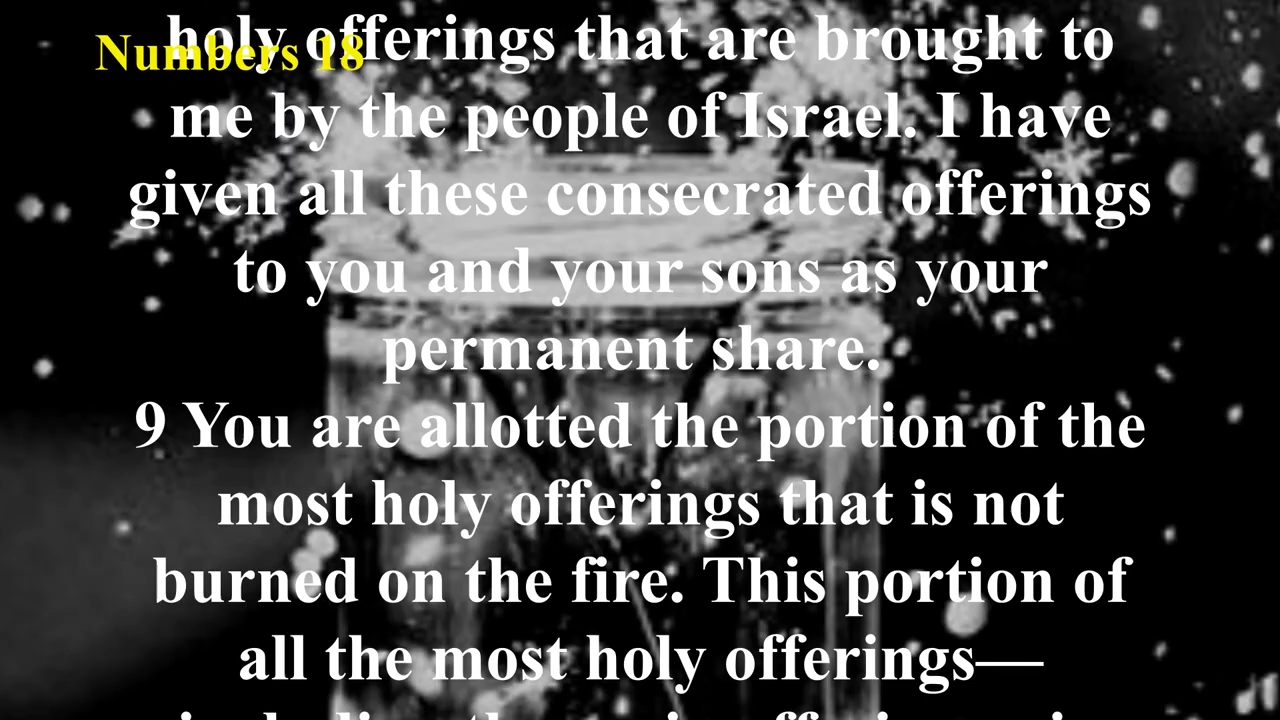 Numbers 18
holy offerings that are brought to
me by the people of Israel. I have
given all these consecrated offerings
to you and your sons as your
permanent share.
9 You are allotted the portion of the
most holy offerings that is not
burned on the fire. This portion of
all the most holy offerings—